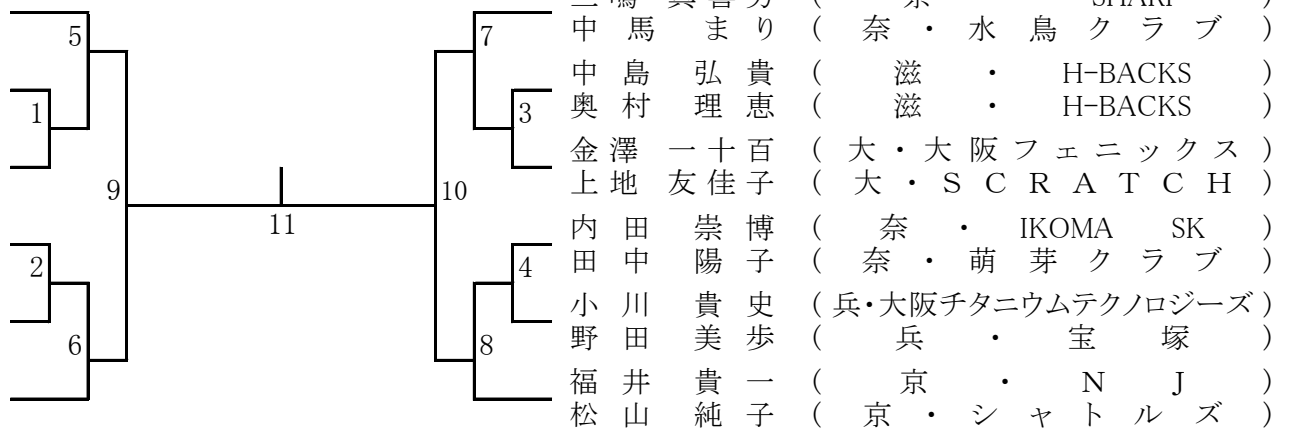 5
7
中馬 まり (奈・水鳥クラブ)
中島 弘貴 (滋・H-BACKS)
1
3
奥村 理恵 (滋・H-BACKS)
金澤 一十百 (大・大阪フェニックス)
9
10
上地 友佳子 (大・SCRATCH)
11
内田 崇博 (奈・IKOMA SK)
2
4
田中 陽子 (奈・萌芽クラブ)
小川 貴史 (兵・大阪チタニウムテクノロジーズ)
6
8
野田 美歩 (兵・宝塚)
福井 貴一 (京・NJ)
松山 純子 (京・シャトルズ)